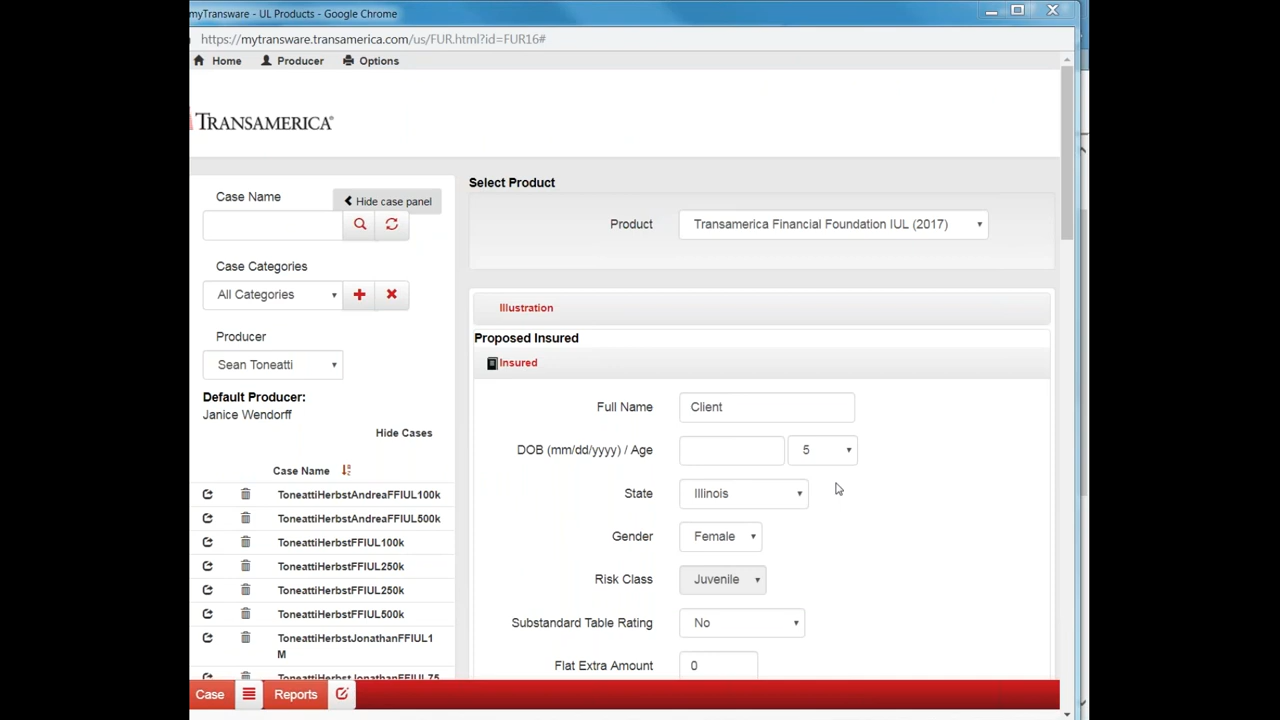 myTransware - UL Products - Google Chrome
https://mytransware.transamerica.com/us/FUR.html?id=FUR16#
Home Producer Options
TRANSAMERICA®
Case Name
Hide case panel
Case Categories
All Categories
Producer
Sean Toneatti
Default Producer:
Janice Wendorff
Hide Cases
Case Name
ToneattiHerbstAndreaFFIUL100k
ToneattiHerbstAndreaFFIUL500k
ToneattiHerbstFFIUL100k
ToneattiHerbstFFIUL250k
ToneattiHerbstFFIUL250k
ToneattiHerbstFFIUL500k
ToneattiHerbstJonathanFFIUL1
M
ToneattiHerbstJonathanFFIUL75
Select Product
Product Transamerica Financial Foundation IUL (2017)
Illustration
Proposed Insured
Insured
Full Name Client
DOB (mm/dd/yyyy) / Age 5
State Illinois
Gender Female
Risk Class Juvenile
Substandard Table Rating No
Flat Extra Amount 0
Case Reports